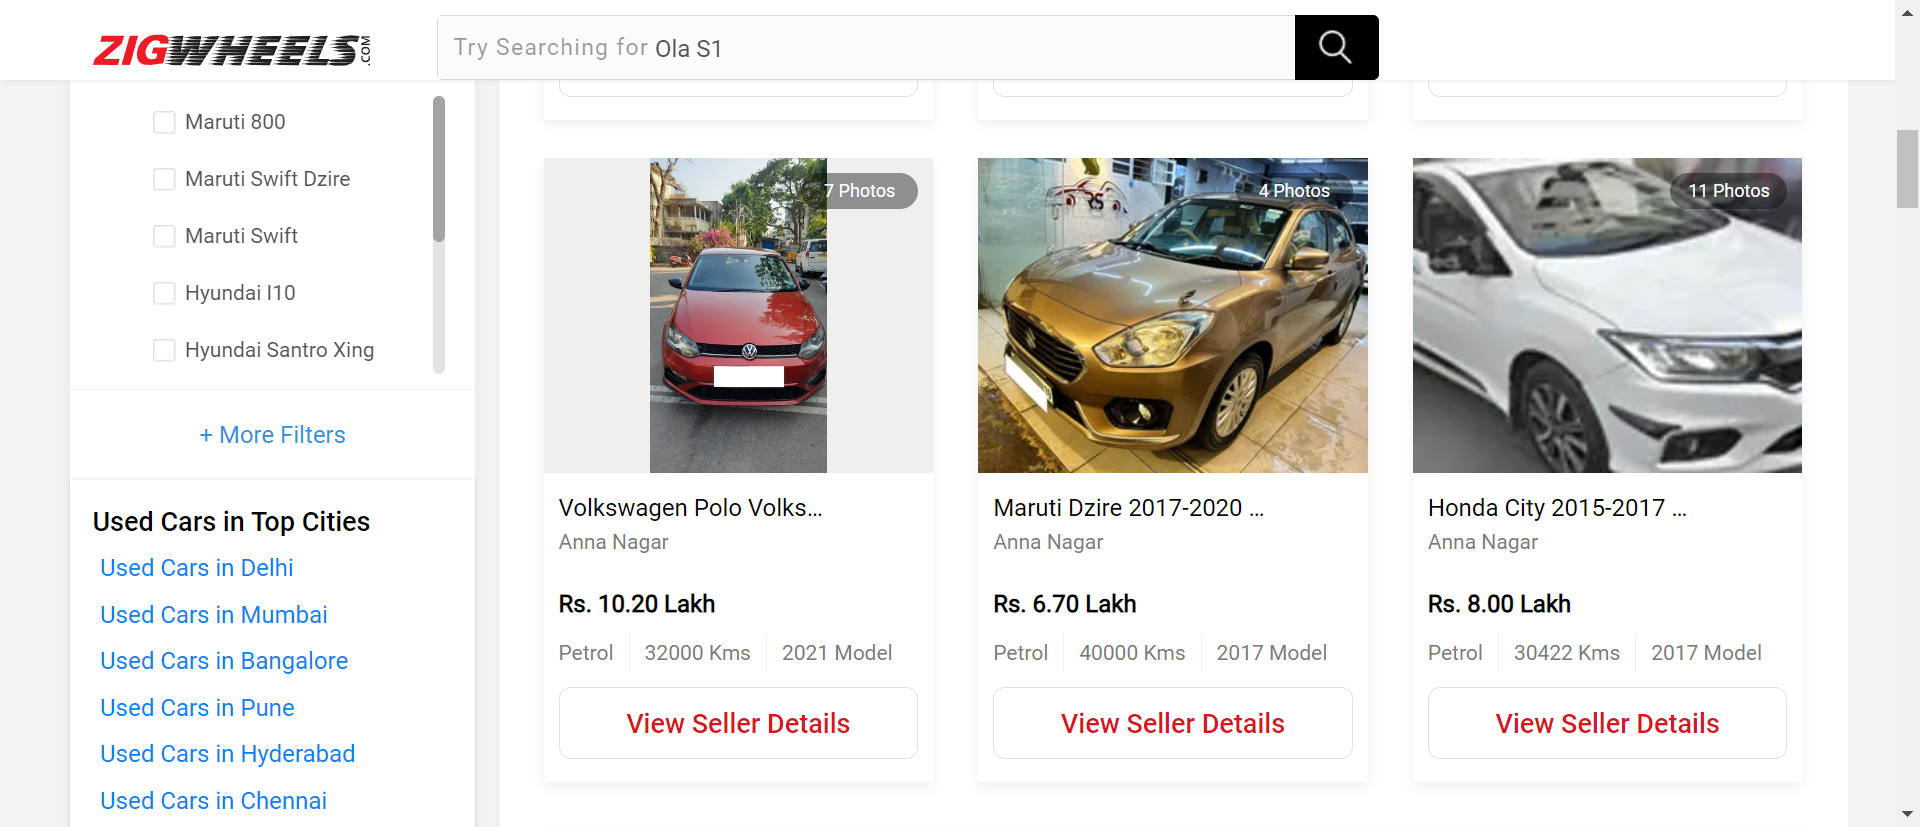 ZIGWHEELS.COM
Try Searching for Ola S1
Maruti 800
Maruti Swift Dzire
Maruti Swift
Hyundai I10
Hyundai Santro Xing
+ More Filters
Used Cars in Top Cities
Used Cars in Delhi
Used Cars in Mumbai
Used Cars in Bangalore
Used Cars in Pune
Used Cars in Hyderabad
Used Cars in Chennai
7 Photos
Volkswagen Polo Volks...
Anna Nagar
Rs. 10.20 Lakh
Petrol 32000 Kms 2021 Model
View Seller Details
4 Photos
RS
Maruti Dzire 2017-2020 ...
Anna Nagar
Rs. 6.70 Lakh
Petrol 40000 Kms 2017 Model
View Seller Details
11 Photos
Honda City 2015-2017 ...
Anna Nagar
Rs. 8.00 Lakh
Petrol 30422 Kms 2017 Model
View Seller Details